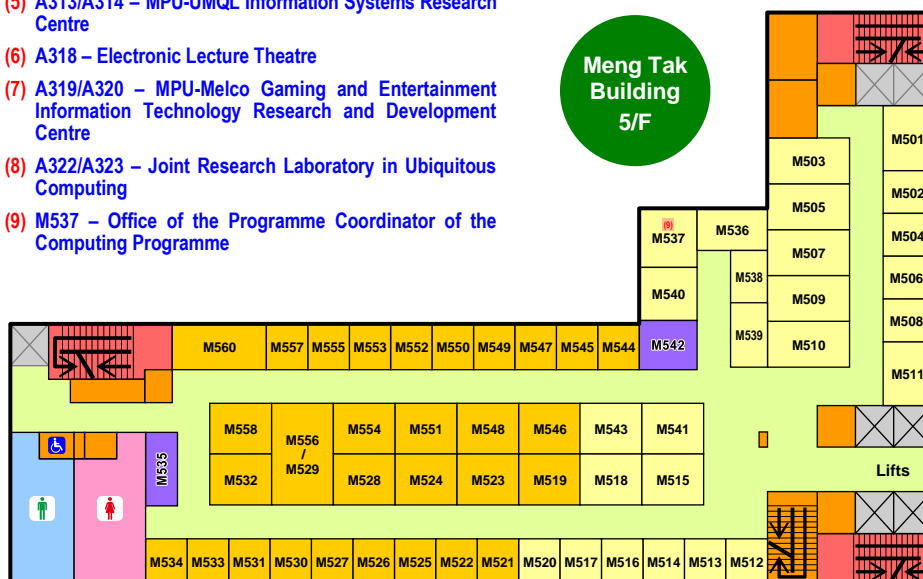 (5) A313/A314 – MPU-UMQL Information Systems Research
Centre
(6) A318 – Electronic Lecture Theatre
(7) A319/A320 – MPU-Melco Gaming and Entertainment
Information Technology Research and Development
Centre
(8) A322/A323 – Joint Research Laboratory in Ubiquitous
Computing
(9) M537 – Office of the Programme Coordinator of the
Computing Programme
Meng Tak
Building
5/F
M501
M503
M502
M505
(9)
M537
M536
M504
M507
M538
M506
M540
M509
M508
M539
M510
M542
M560
M557
M555
M553
M552
M550
M549
M547
M545
M544
M511
M558
M556
/
M529
M554
M551
M548
M546
M543
M541
M535
M532
M528
M524
M523
M519
M518
M515
Lifts
M534
M533
M531
M530
M527
M526
M525
M522
M521
M520
M517
M516
M514
M513
M512